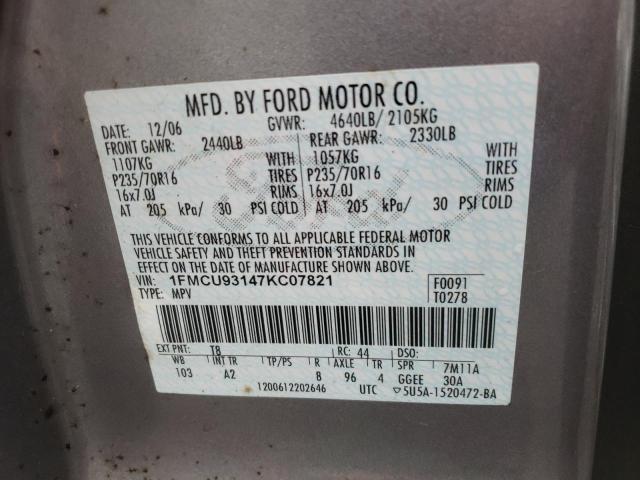 MFD. BY FORD MOTOR CO.
DATE: 12/06 GVWR: 4640LB/ 2105KG
FRONT GAWR: 2440LB REAR GAWR: 2330LB
1107KG WITH 1057KG WITH
P235/70R16 TIRES P235/70R16 TIRES
16x7.0J RIMS 16x7.0J RIMS
AT 205 kPa/ 30 PSI COLD AT 205 kPa/ 30 PSI COLD
THIS VEHICLE CONFORMS TO ALL APPLICABLE FEDERAL MOTOR
VEHICLE SAFETY AND THEFT PREVENTION STANDARDS IN
EFFECT ON THE DATE OF MANUFACTURE SHOWN ABOVE.
VIN: 1FMCU93147KC07821 F0091
TYPE: MPV T0278
EXT PNT: T8 RC: 44 DSO:
WB INT TR TP/PS R AXLE TR SPR 7M11A
103 A2 8 96 4 GGEE 30A
1200612202646 UTC ▽5U5A-1520472-BA